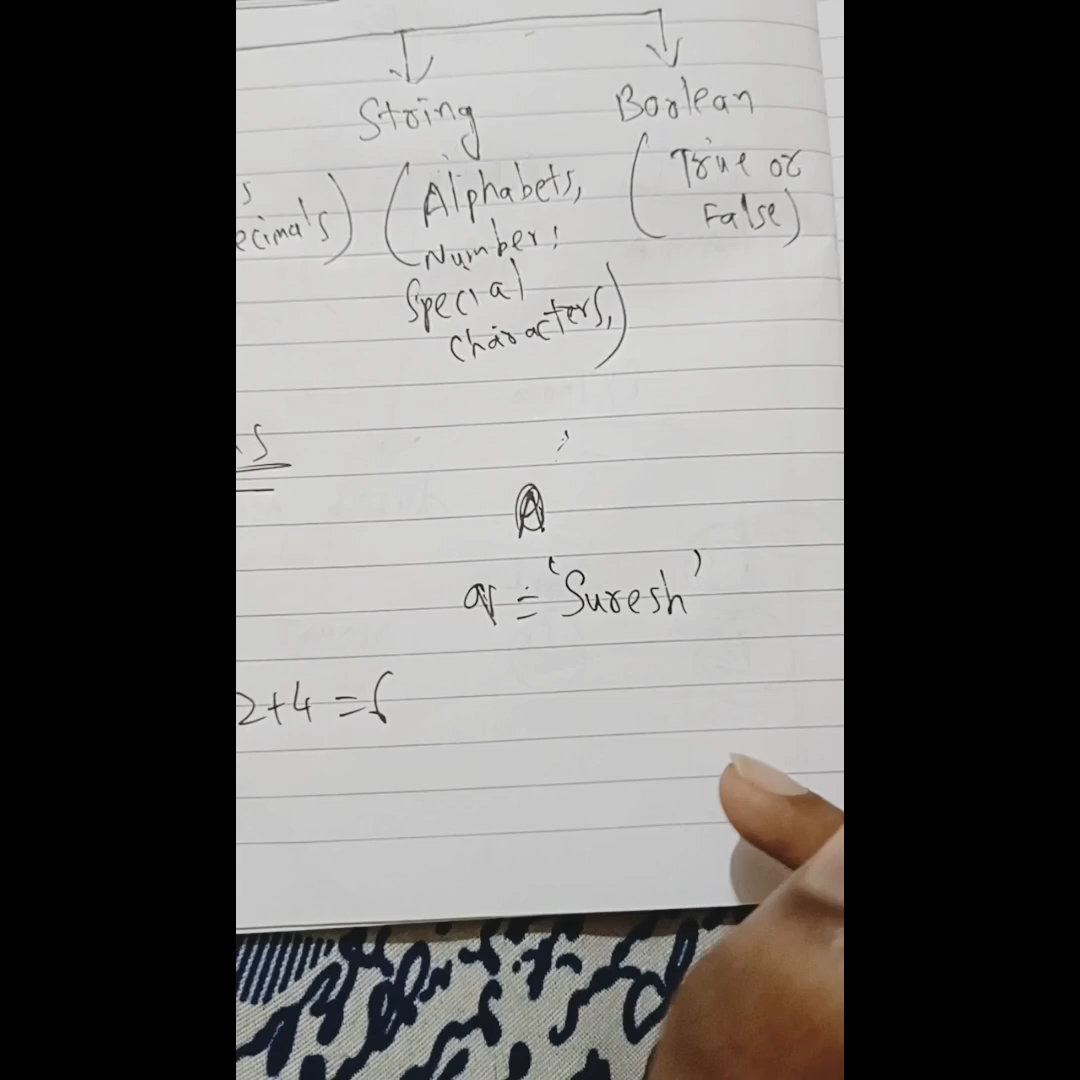 String Boolean
ecimals) (Alphabets, (True or
Number, False)
Special
characters,)
s
A
a = 'Suresh'
2+4 = 6